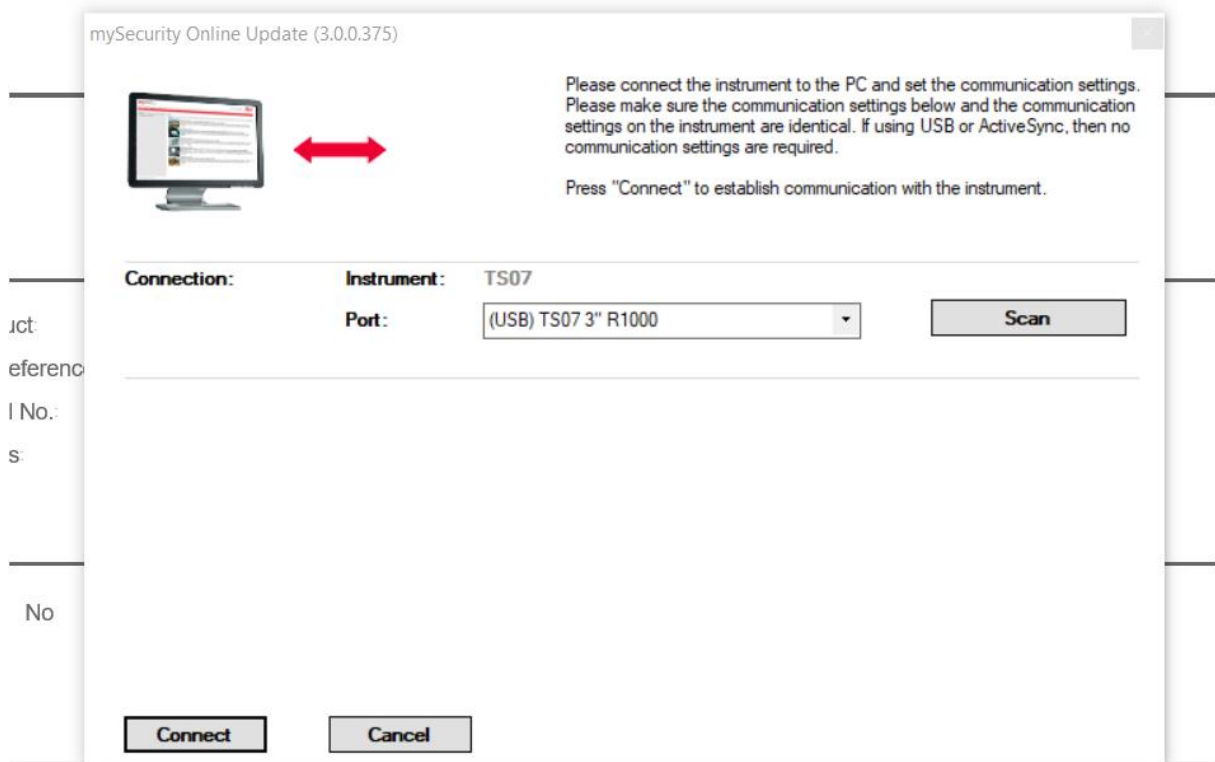 mySecurity Online Update (3.0.0.375)
Please connect the instrument to the PC and set the communication settings.
Please make sure the communication settings below and the communication
settings on the instrument are identical. If using USB or ActiveSync, then no
communication settings are required.
Press "Connect" to establish communication with the instrument.
Connection: Instrument: TS07
Port: (USB) TS07 3" R1000 Scan
uct:
eferenc
l No.:
s:
No
Connect Cancel